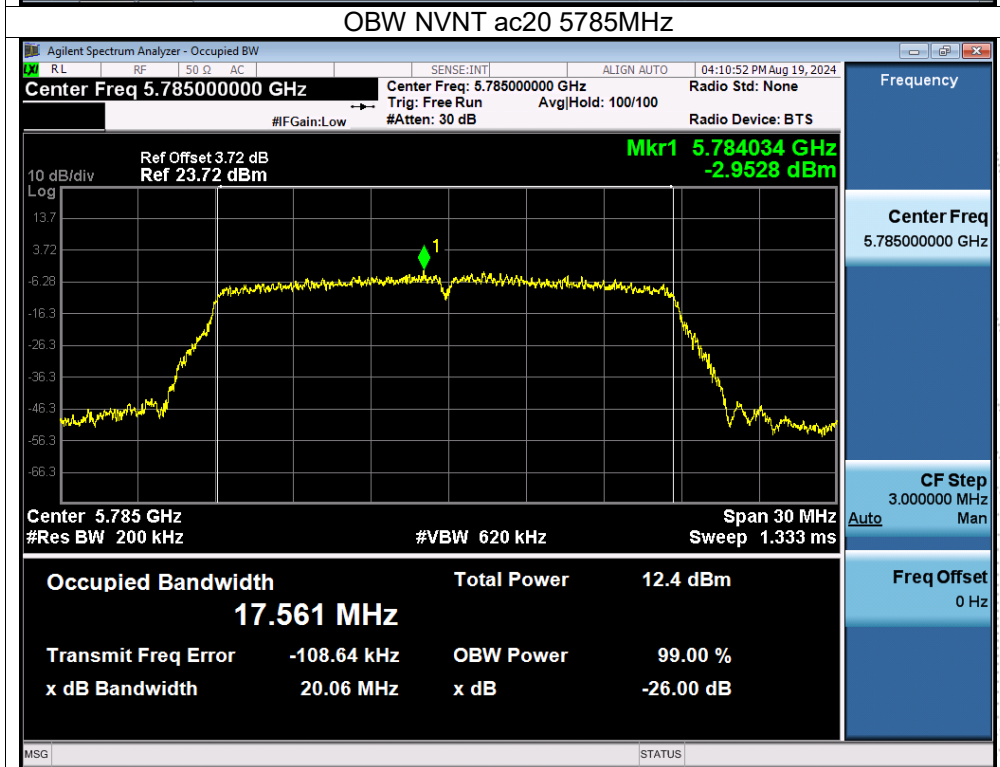 OBW NVNT ac20 5785MHz
Agilent Spectrum Analyzer - Occupied BW
LXI RL RF 50 Ω AC SENSE:INT ALIGN AUTO 04:10:52 PM Aug 19, 2024
Center Freq 5.785000000 GHz Center Freq: 5.785000000 GHz Radio Std: None
Trig: Free Run Avg|Hold: 100/100
#IFGain:Low #Atten: 30 dB Radio Device: BTS
Frequency
Mkr1 5.784034 GHz
-2.9528 dBm
Ref Offset 3.72 dB
10 dB/div Ref 23.72 dBm
Log
13.7
3.72
-6.28
-16.3
-26.3
-36.3
-46.3
-56.3
-66.3
1
Center 5.785 GHz Span 30 MHz
#Res BW 200 kHz #VBW 620 kHz Sweep 1.333 ms
Occupied Bandwidth Total Power 12.4 dBm
17.561 MHz
Transmit Freq Error -108.64 kHz OBW Power 99.00 %
x dB Bandwidth 20.06 MHz x dB -26.00 dB
Center Freq
5.785000000 GHz
CF Step
3.000000 MHz
Auto Man
Freq Offset
0 Hz
MSG STATUS